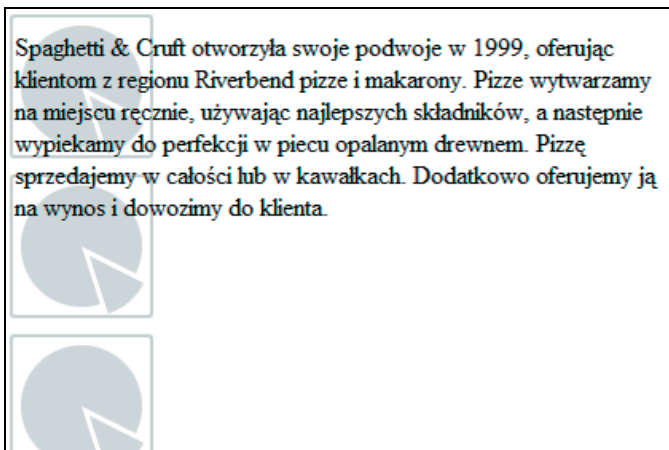 Spaghetti & Cruft otworzyła swoje podwoje w 1999, oferując
klientom z regionu Riverbend pizze i makarony. Pizze wytwarzamy
na miejscu ręcznie, używając najlepszych składników, a następnie
wypiekamy do perfekcji w piecu opalanym drewnem. Pizzę
sprzedajemy w całości lub w kawałkach. Dodatkowo oferujemy ją
na wynos i dowozimy do klienta.